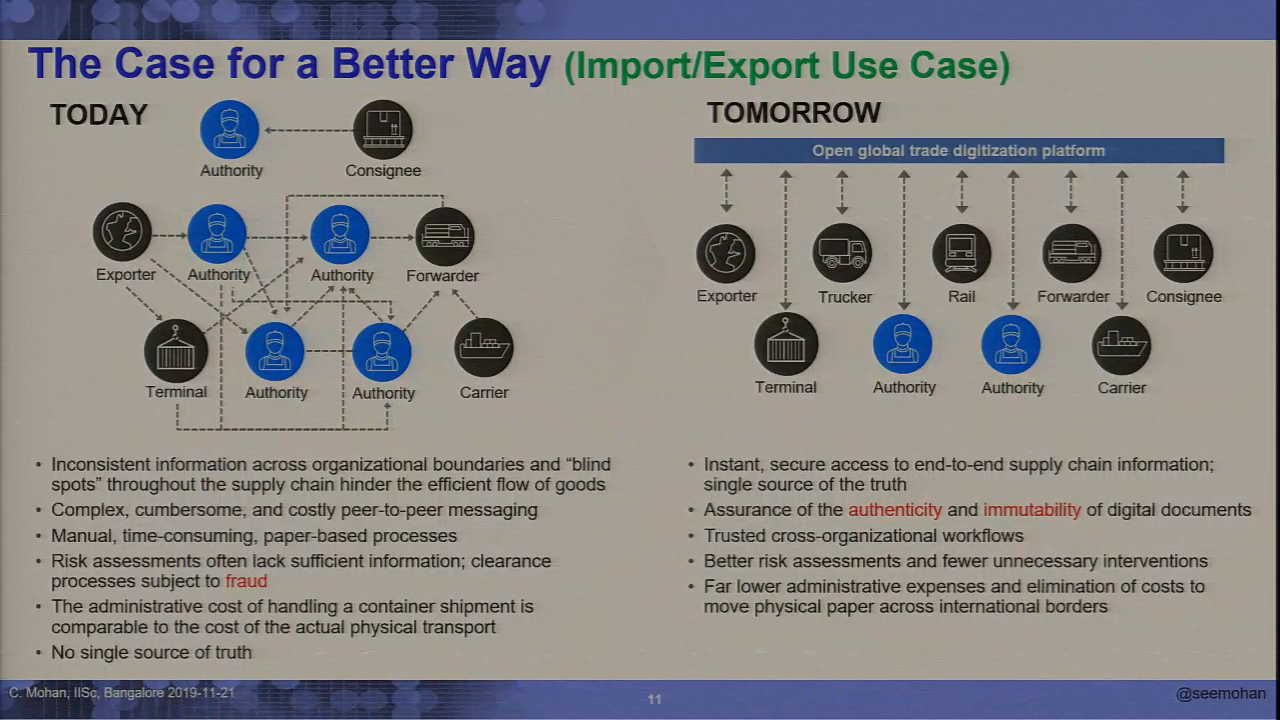 The Case for a Better Way (Import/Export Use Case)
TODAY
Authority
Consignee
Exporter
Authority
Authority
Forwarder
Terminal
Authority
Authority
Carrier
• Inconsistent information across organizational boundaries and “blind
spots” throughout the supply chain hinder the efficient flow of goods
• Complex, cumbersome, and costly peer-to-peer messaging
• Manual, time-consuming, paper-based processes
• Risk assessments often lack sufficient information; clearance
processes subject to fraud
• The administrative cost of handling a container shipment is
comparable to the cost of the actual physical transport
• No single source of truth
TOMORROW
Open global trade digitization platform
Exporter
Trucker
Rail
Forwarder
Consignee
Terminal
Authority
Authority
Carrier
• Instant, secure access to end-to-end supply chain information;
single source of the truth
• Assurance of the authenticity and immutability of digital documents
• Trusted cross-organizational workflows
• Better risk assessments and fewer unnecessary interventions
• Far lower administrative expenses and elimination of costs to
move physical paper across international borders
C. Mohan, IISc, Bangalore 2019-11-21
11
@seemohan